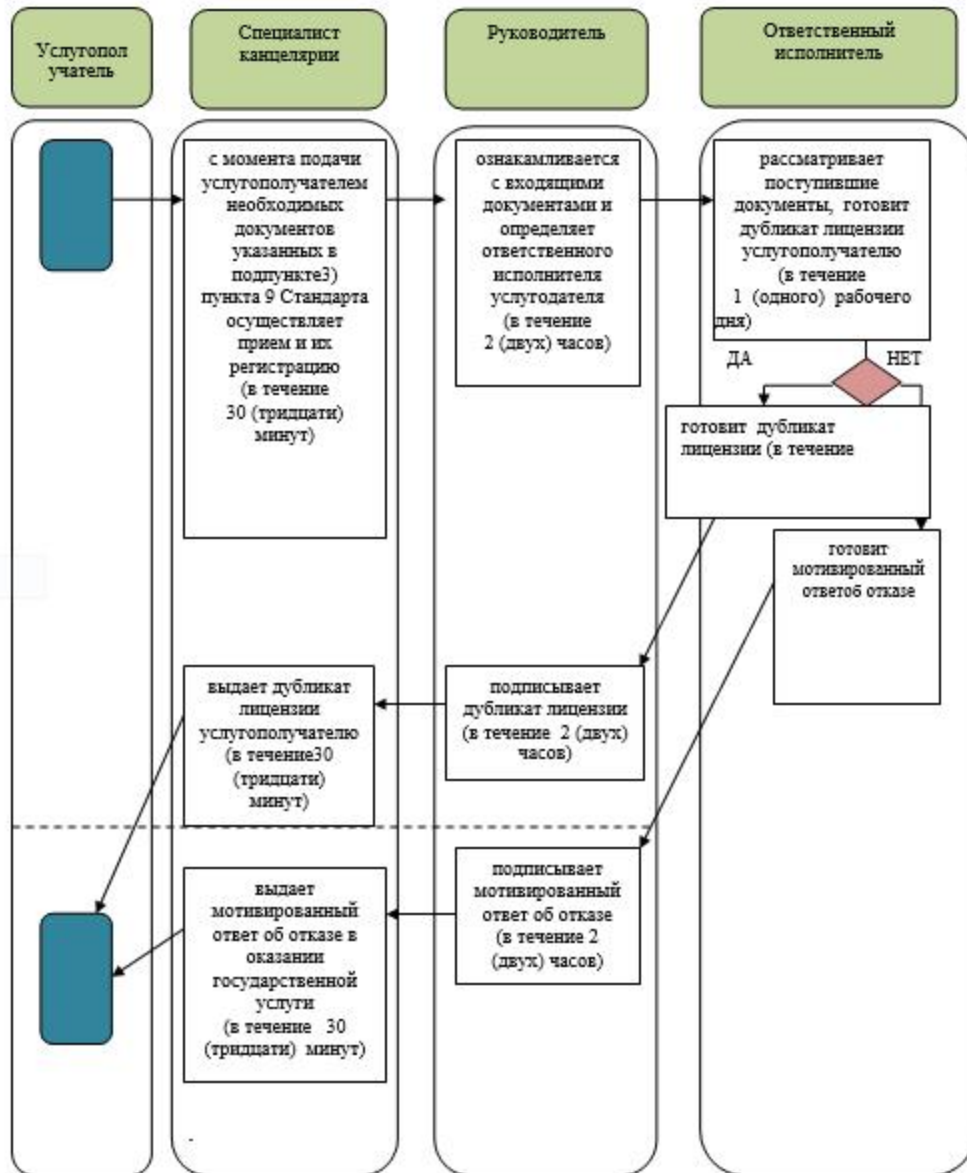 Услугопол
учатель
Специалист
канцелярии
Руководитель
Ответственный
исполнитель
с момента подачи
услугополучателем
необходимых
документов
указанных в
подпункте3)
пункта 9 Стандарта
осуществляет
прием и их
регистрацию
(в течение
30 (тридцати)
минут)
ознакамливается
с входящими
документами и
определяет
ответственного
исполнителя
услугодателя
(в течение
2 (двух) часов)
рассматривает
поступившие
документы, готовит
дубликат лицензии
услугополучателю
(в течение
1 (одного) рабочего
дня)
ДА
НЕТ
готовит дубликат
лицензии (в течение
готовит
мотивированный
ответоб отказе
выдает дубликат
лицензии
услугополучателю
(в течение30
(тридцати)
минут)
подписывает
дубликат лицензии
(в течение 2 (двух)
часов)
выдает
мотивированный
ответ об отказе в
оказании
государственной
услуги
(в течение 30
(тридцати) минут)
подписывает
мотивированный
ответ об отказе
(в течение 2
(двух) часов)
.